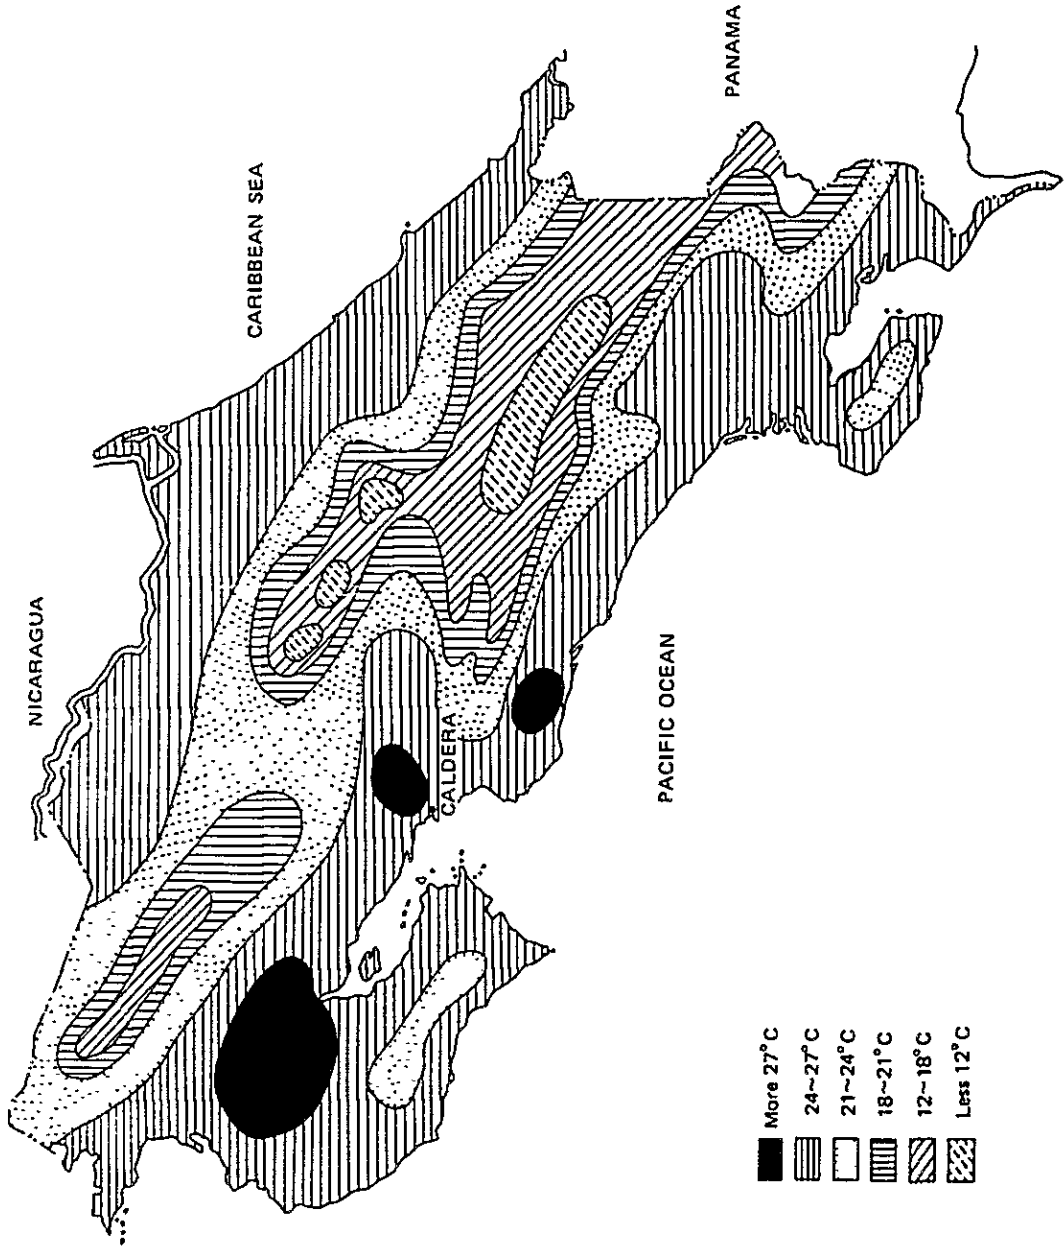 NICARAGUA
CARIBBEAN SEA
PANAMA
CALDERA
PACIFIC OCEAN
More 27°C
24~27°C
21~24°C
18~21°C
12~18°C
Less 12°C